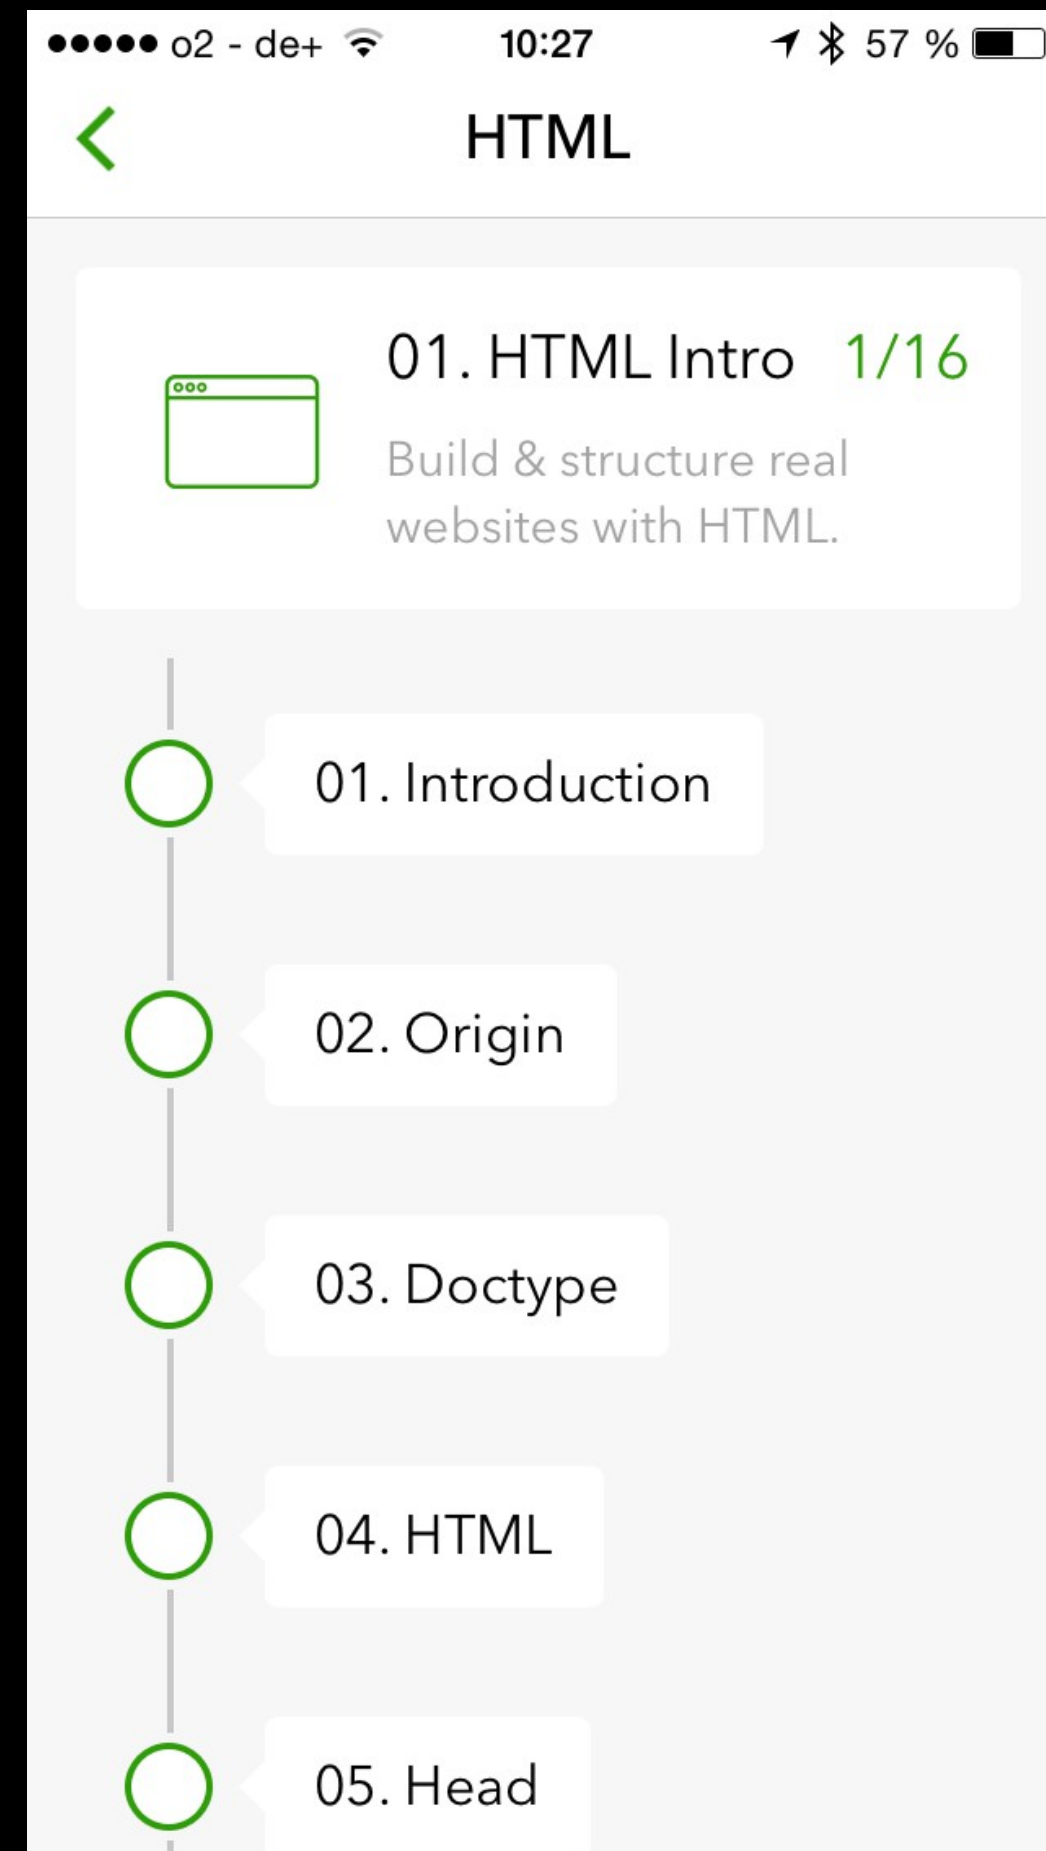 o2 - de+ 10:27 57 %
HTML
01. HTML Intro 1/16
Build & structure real
websites with HTML.
01. Introduction
02. Origin
03. Doctype
04. HTML
05. Head